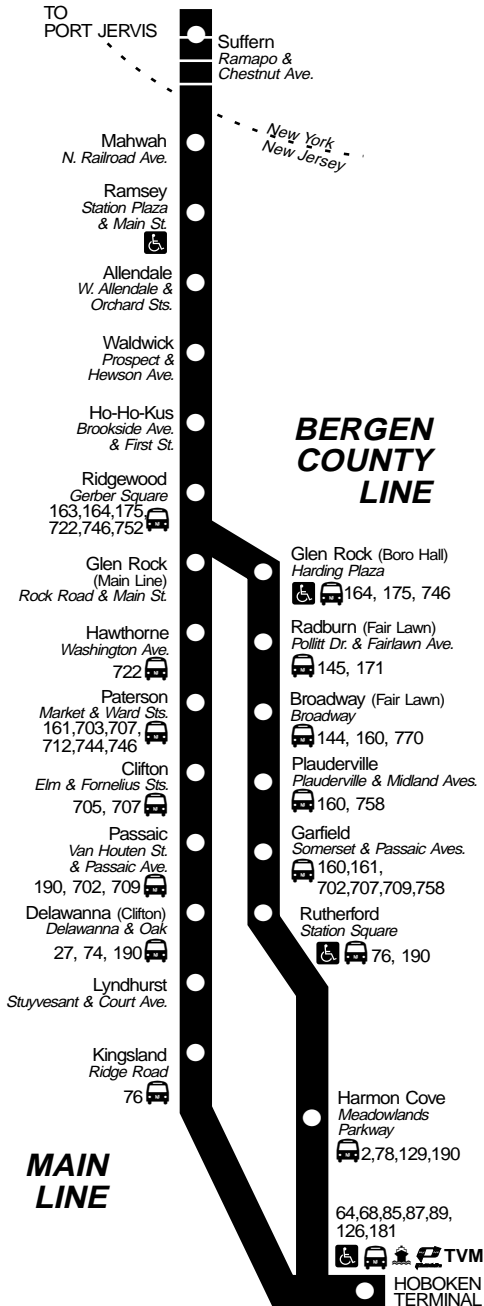 TO
PORT JERVIS
Suffern
Ramapo &
Chestnut Ave.
New York
New Jersey
Mahwah
N. Railroad Ave.
Ramsey
Station Plaza
& Main St.
Allendale
W. Allendale &
Orchard Sts.
Waldwick
Prospect &
Hewson Ave.
Ho-Ho-Kus
Brookside Ave.
& First St.
Ridgewood
Gerber Square
163,164,175,
722,746,752
BERGEN
COUNTY
LINE
Glen Rock
(Main Line)
Rock Road & Main St.
Hawthorne
Washington Ave.
722
Paterson
Market & Ward Sts.
161,703,707,
712,744,746
Clifton
Elm & Fornelius Sts.
705, 707
Passaic
Van Houten St.
& Passaic Ave.
190, 702, 709
Delawanna (Clifton)
Delawanna & Oak
27, 74, 190
Lyndhurst
Stuyvesant & Court Ave.
Kingsland
Ridge Road
76
MAIN
LINE
Glen Rock (Boro Hall)
Harding Plaza
164, 175, 746
Radburn (Fair Lawn)
Pollitt Dr. & Fairlawn Ave.
145, 171
Broadway (Fair Lawn)
Broadway
144, 160, 770
Plauderville
Plauderville & Midland Aves.
160, 758
Garfield
Somerset & Passaic Aves.
160,161,
702,707,709,758
Rutherford
Station Square
76, 190
Harmon Cove
Meadowlands
Parkway
2,78,129,190
64,68,85,87,89,
126,181
TVM
HOBOKEN
TERMINAL